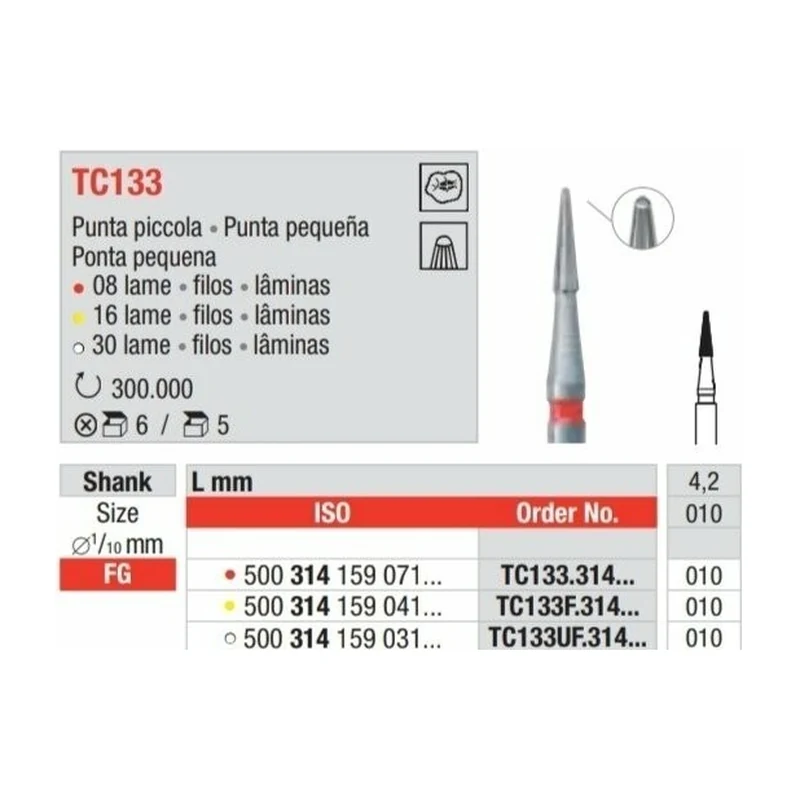 TC133
Punta piccola • Punta pequeña
Ponta pequena
08 lame • filos • lâminas
16 lame • filos • lâminas
30 lame • filos • lâminas
300.000
6 / 5
Shank L mm 4,2
Size ISO Order No. 010
⌀1/10 mm
FG 500 314 159 071... TC133.314... 010
500 314 159 041... TC133F.314... 010
500 314 159 031... TC133UF.314... 010